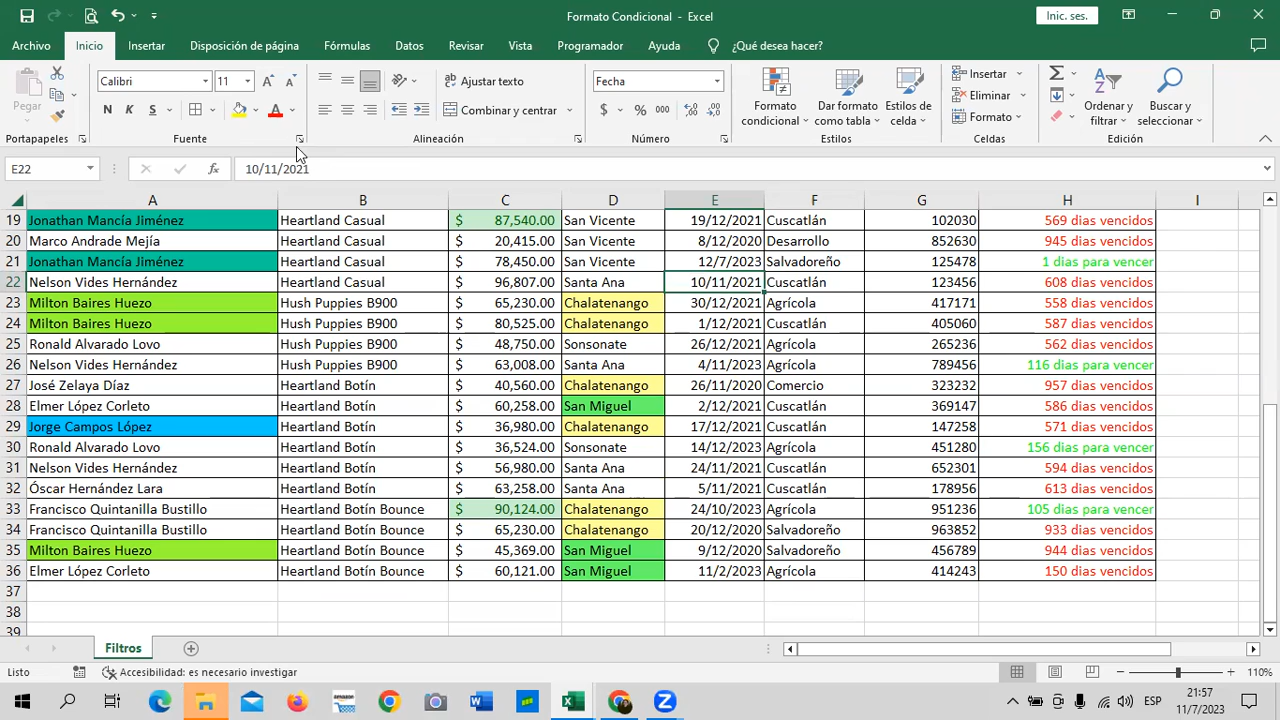 Formato Condicional - Excel
Inic. ses.
Archivo Inicio Insertar Disposición de página Fórmulas Datos Revisar Vista Programador Ayuda ¿Qué desea hacer?
Pegar
Portapapeles
Calibri 11
N K S
Fuente
Ajustar texto
Combinar y centrar
Alineación
Fecha
$ % 000
Número
Formato condicional
Dar formato como tabla
Estilos de celda
Estilos
Insertar
Eliminar
Formato
Celdas
Ordenar y filtrar
Buscar y seleccionar
Edición
E22 fx 10/11/2021
A B C D E F G H I
19 Jonathan Mancía Jiménez Heartland Casual $ 87,540.00 San Vicente 19/12/2021 Cuscatlán 102030 569 dias vencidos
20 Marco Andrade Mejía Heartland Casual $ 20,415.00 San Vicente 8/12/2020 Desarrollo 852630 945 dias vencidos
21 Jonathan Mancía Jiménez Heartland Casual $ 78,450.00 San Vicente 12/7/2023 Salvadoreño 125478 1 dias para vencer
22 Nelson Vides Hernández Heartland Casual $ 96,807.00 Santa Ana 10/11/2021 Cuscatlán 123456 608 dias vencidos
23 Milton Baires Huezo Hush Puppies B900 $ 65,230.00 Chalatenango 30/12/2021 Agrícola 417171 558 dias vencidos
24 Milton Baires Huezo Hush Puppies B900 $ 80,525.00 Chalatenango 1/12/2021 Cuscatlán 405060 587 dias vencidos
25 Ronald Alvarado Lovo Hush Puppies B900 $ 48,750.00 Sonsonate 26/12/2021 Agrícola 265236 562 dias vencidos
26 Nelson Vides Hernández Hush Puppies B900 $ 63,008.00 Santa Ana 4/11/2023 Agrícola 789456 116 dias para vencer
27 José Zelaya Díaz Heartland Botín $ 40,560.00 Chalatenango 26/11/2020 Comercio 323232 957 dias vencidos
28 Elmer López Corleto Heartland Botín $ 60,258.00 San Miguel 2/12/2021 Cuscatlán 369147 586 dias vencidos
29 Jorge Campos López Heartland Botín $ 36,980.00 Chalatenango 17/12/2021 Cuscatlán 147258 571 dias vencidos
30 Ronald Alvarado Lovo Heartland Botín $ 36,524.00 Sonsonate 14/12/2023 Agrícola 451280 156 dias para vencer
31 Nelson Vides Hernández Heartland Botín $ 56,980.00 Santa Ana 24/11/2021 Cuscatlán 652301 594 dias vencidos
32 Óscar Hernández Lara Heartland Botín $ 63,258.00 Santa Ana 5/11/2021 Cuscatlán 178956 613 dias vencidos
33 Francisco Quintanilla Bustillo Heartland Botín Bounce $ 90,124.00 Chalatenango 24/10/2023 Agrícola 951236 105 dias para vencer
34 Francisco Quintanilla Bustillo Heartland Botín Bounce $ 65,230.00 Chalatenango 20/12/2020 Salvadoreño 963852 933 dias vencidos
35 Milton Baires Huezo Heartland Botín Bounce $ 45,369.00 San Miguel 9/12/2020 Salvadoreño 456789 944 dias vencidos
36 Elmer López Corleto Heartland Botín Bounce $ 60,121.00 San Miguel 11/2/2023 Agrícola 414243 150 dias vencidos
37
38
39
Filtros
Listo Accesibilidad: es necesario investigar 110%
ESP 21:57
11/7/2023